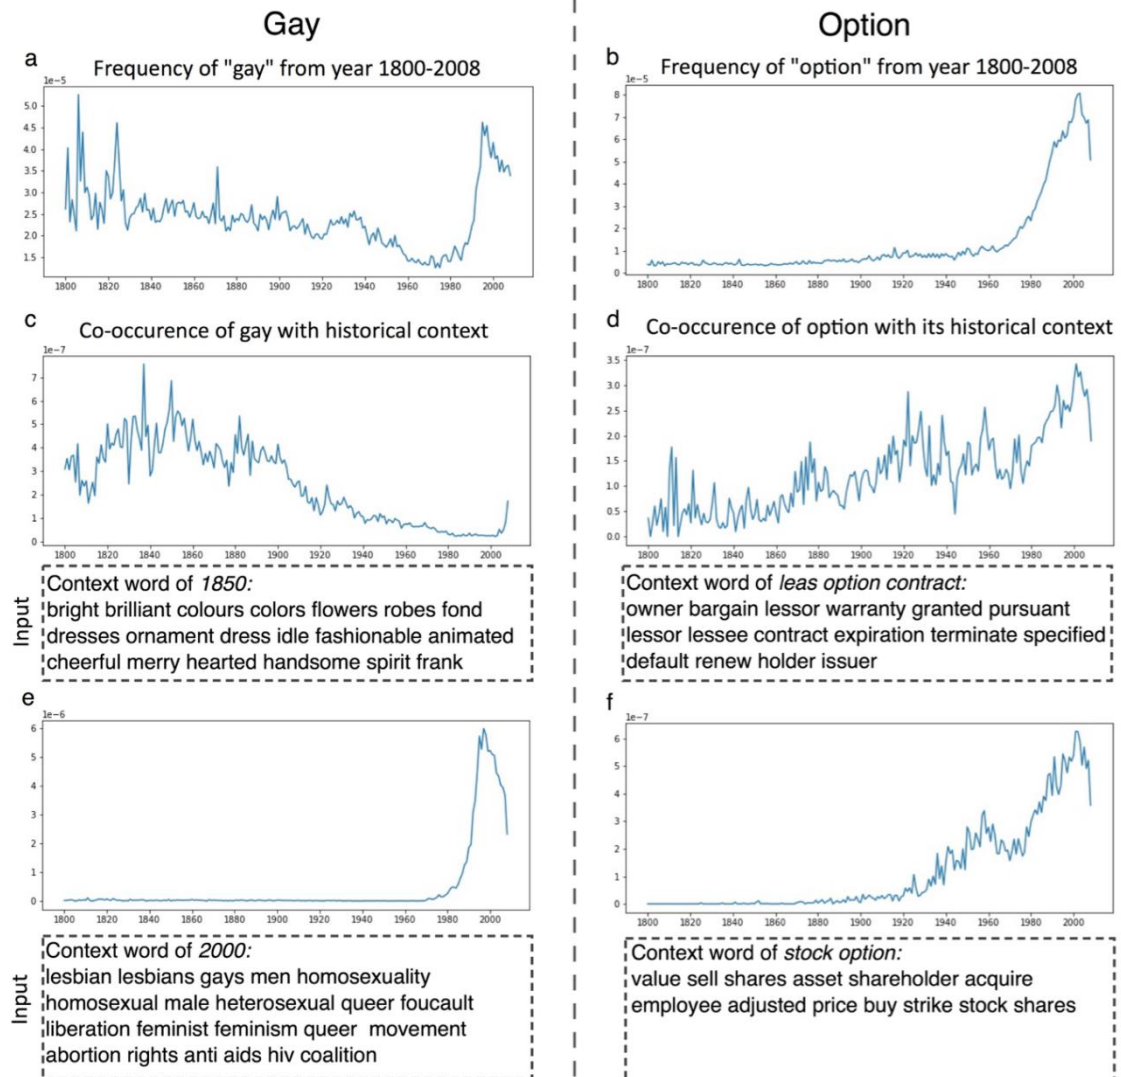 Gay
Option
a
Frequency of "gay" from year 1800-2008
1e−5
5.0
4.5
4.0
3.5
3.0
2.5
2.0
1.5
1800 1820 1840 1860 1880 1900 1920 1940 1960 1980 2000
b
Frequency of "option" from year 1800-2008
1e−5
8
7
6
5
4
3
2
1
0
1800 1820 1840 1860 1880 1900 1920 1940 1960 1980 2000
c
Co-occurence of gay with historical context
1e−7
7
6
5
4
3
2
1
0
1800 1820 1840 1860 1880 1900 1920 1940 1960 1980 2000
Input
Context word of 1850:
bright brilliant colours colors flowers robes fond
dresses ornament dress idle fashionable animated
cheerful merry hearted handsome spirit frank
d
Co-occurence of option with its historical context
1e−7
3.5
3.0
2.5
2.0
1.5
1.0
0.5
0.0
1800 1820 1840 1860 1880 1900 1920 1940 1960 1980 2000
Context word of leas option contract:
owner bargain lessor warranty granted pursuant
lessor lessee contract expiration terminate specified
default renew holder issuer
e
1e−6
6
5
4
3
2
1
0
1800 1820 1840 1860 1880 1900 1920 1940 1960 1980 2000
Input
Context word of 2000:
lesbian lesbians gays men homosexuality
homosexual male heterosexual queer foucault
liberation feminist feminism queer movement
abortion rights anti aids hiv coalition
f
1e−7
6
5
4
3
2
1
0
1800 1820 1840 1860 1880 1900 1920 1940 1960 1980 2000
Context word of stock option:
value sell shares asset shareholder acquire
employee adjusted price buy strike stock shares